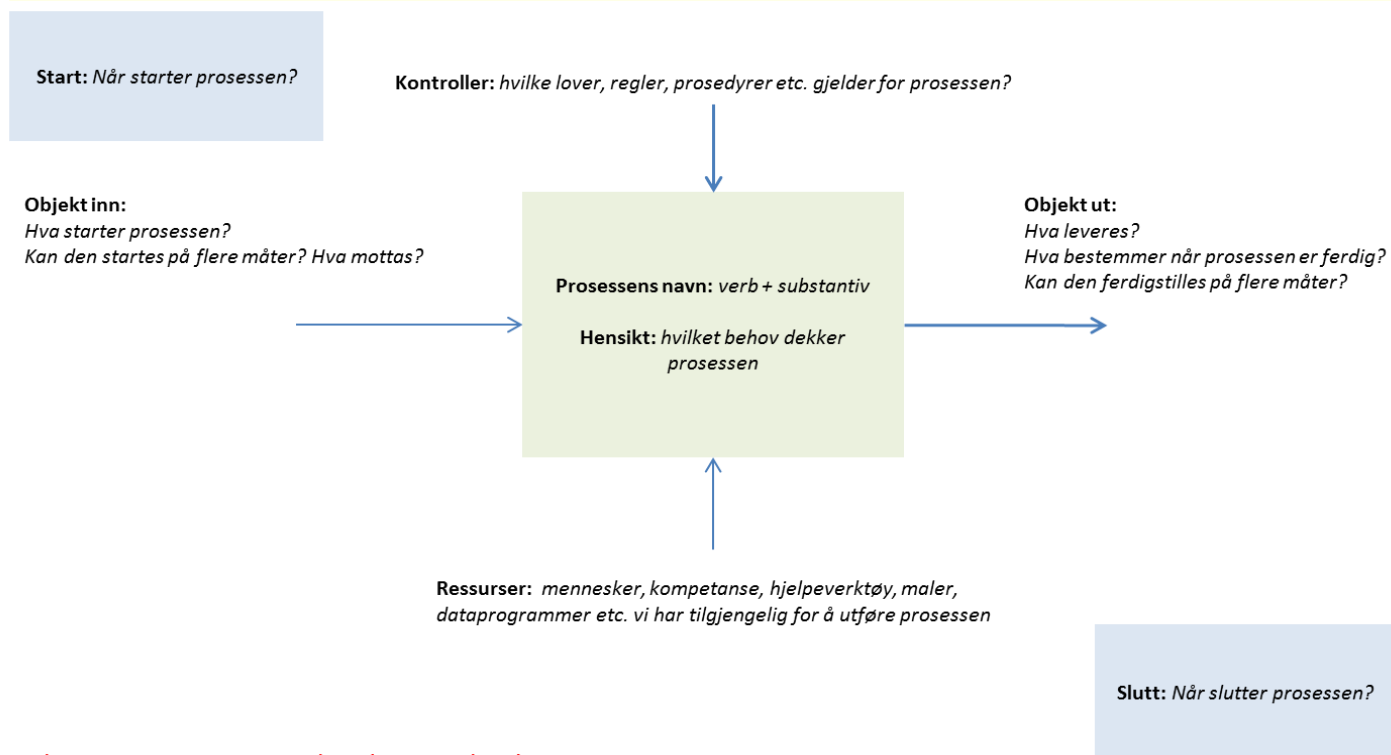 Start: Når starter prosessen?
Kontroller: hvilke lover, regler, prosedyrer etc. gjelder for prosessen?
Objekt inn:
Hva starter prosessen?
Kan den startes på flere måter? Hva mottas?
Prosessens navn: verb + substantiv
Hensikt: hvilket behov dekker
prosessen
Objekt ut:
Hva leveres?
Hva bestemmer når prosessen er ferdig?
Kan den ferdigstilles på flere måter?
Ressurser: mennesker, kompetanse, hjelpeverktøy, maler,
dataprogrammer etc. vi har tilgjengelig for å utføre prosessen
Slutt: Når slutter prosessen?